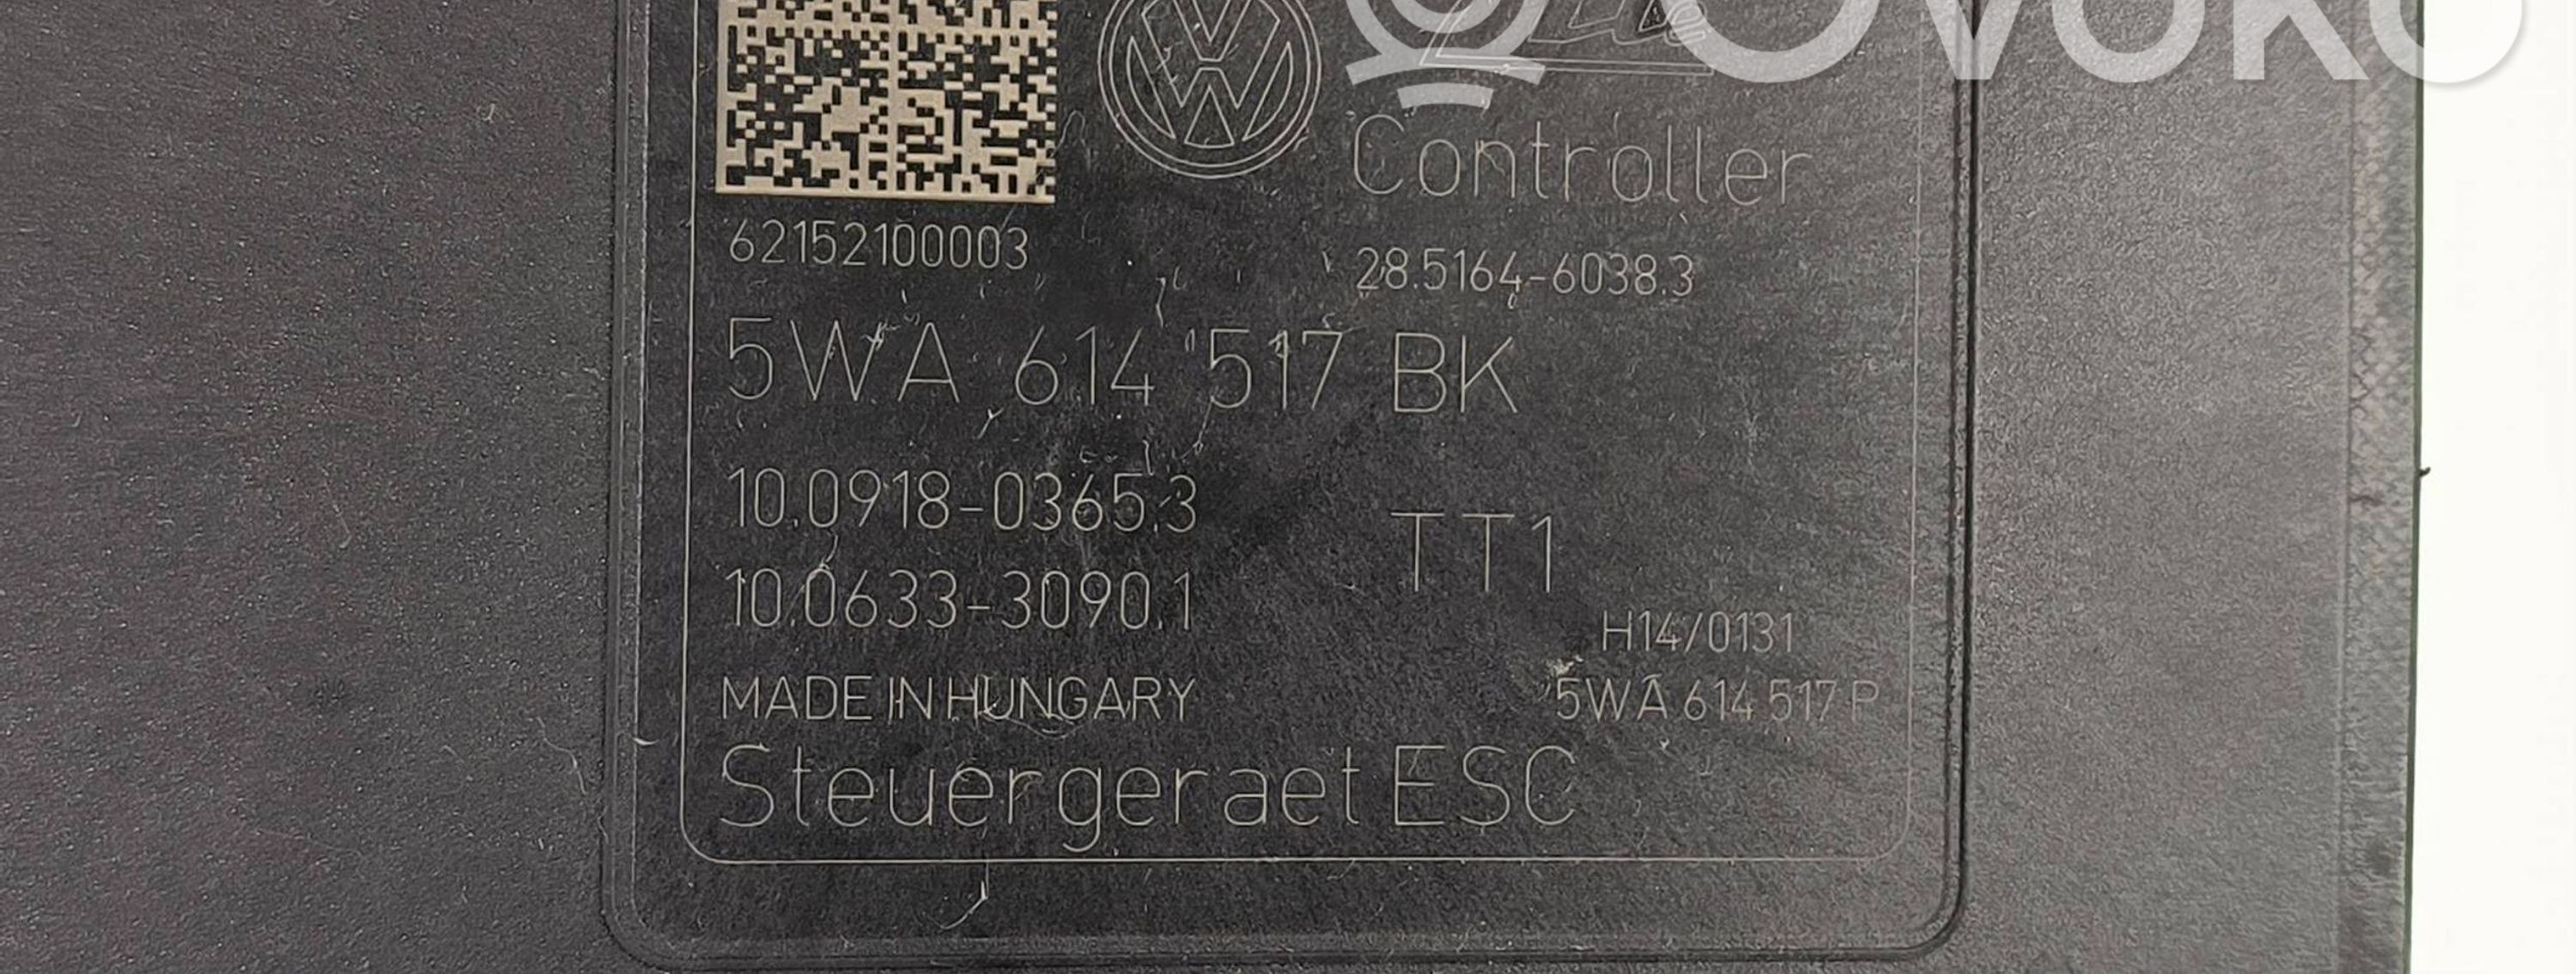 OVOKO
Controller
62152100003
28.5164-6038.3
5WA 614 517 BK
10.0918-0365.3
TT1
10.0633-3090.1
H14/0131
MADE IN HUNGARY
5WA 614 517 P
Steuergeraet ESC